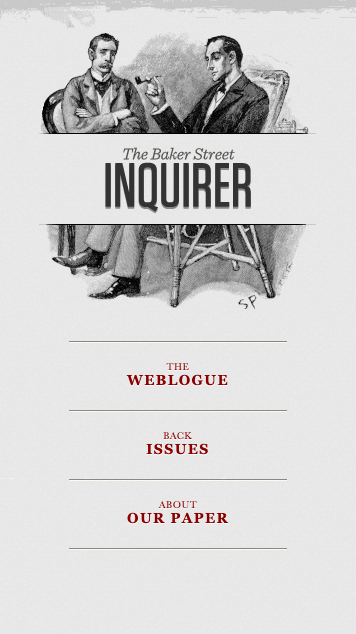 The Baker Street
INQUIRER
SP
THE
WEBLOGUE
BACK
ISSUES
ABOUT
OUR PAPER